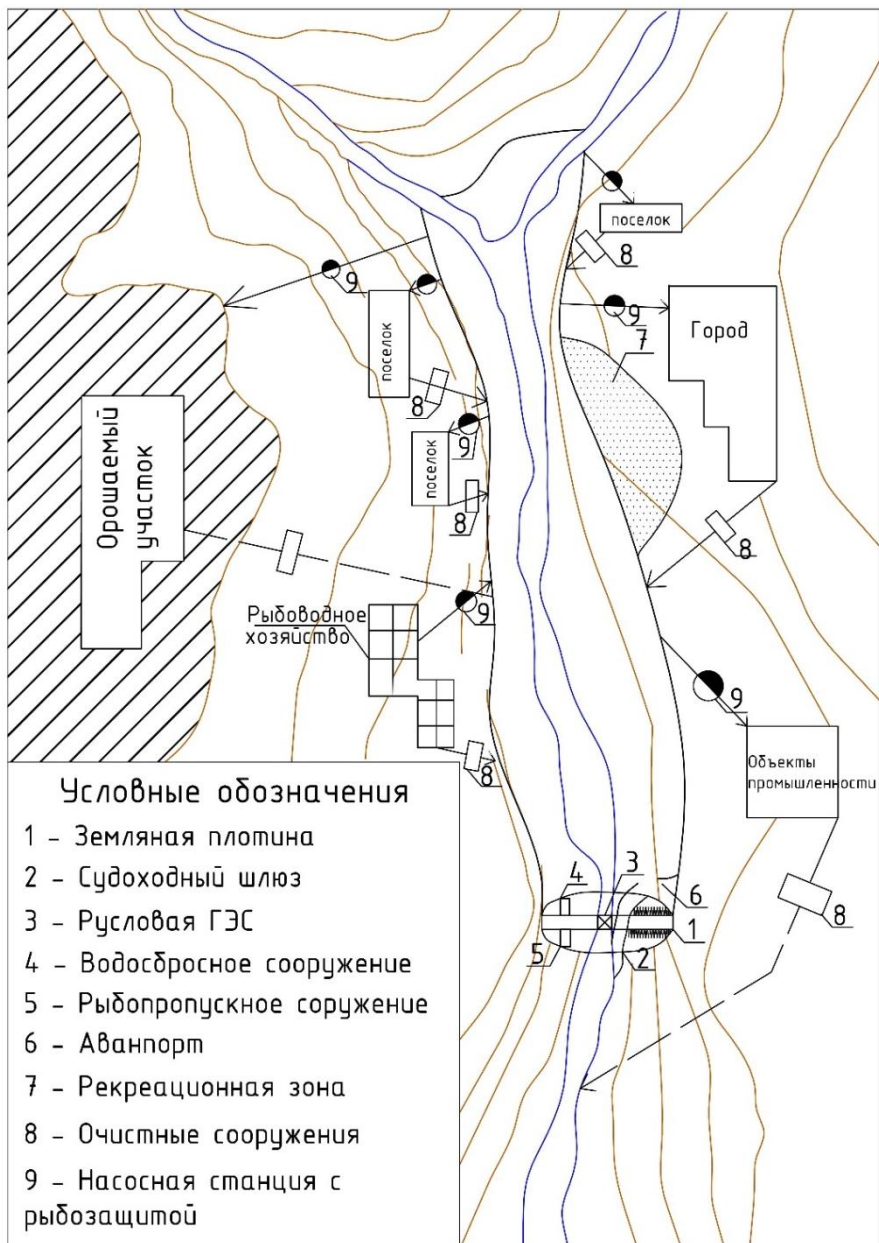 поселок
8
9
9
Город
7
поселок
8
9
поселок
8
8
Орошаемый
участок
9
Рыбоводное
хозяйство
9
8
Объекты
промышленности
Условные обозначения
1 - Земляная плотина
2 - Судоходный шлюз
3 - Русловая ГЭС
4 - Водосбросное сооружение
5 - Рыбопропускное соружение
6 - Аванпорт
7 - Рекреационная зона
8 - Очистные сооружения
9 - Насосная станция с
рыбозащитой
4
3
6
8
1
5
2